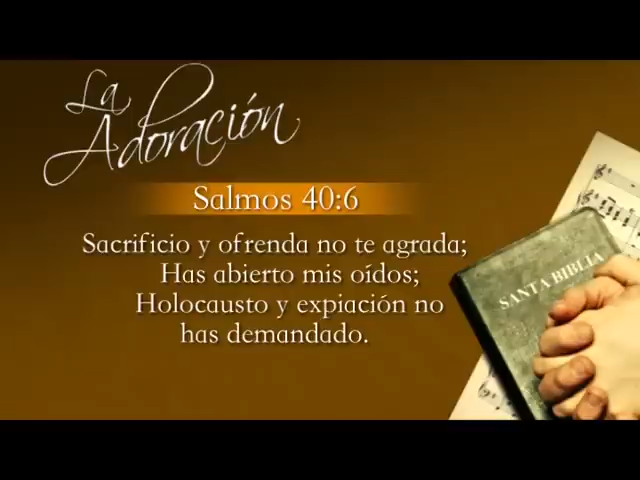 La
Adoración
Salmos 40:6
Sacrificio y ofrenda no te agrada;
Has abierto mis oídos;
Holocausto y expiación no
has demandado.
SANTA BIBLIA